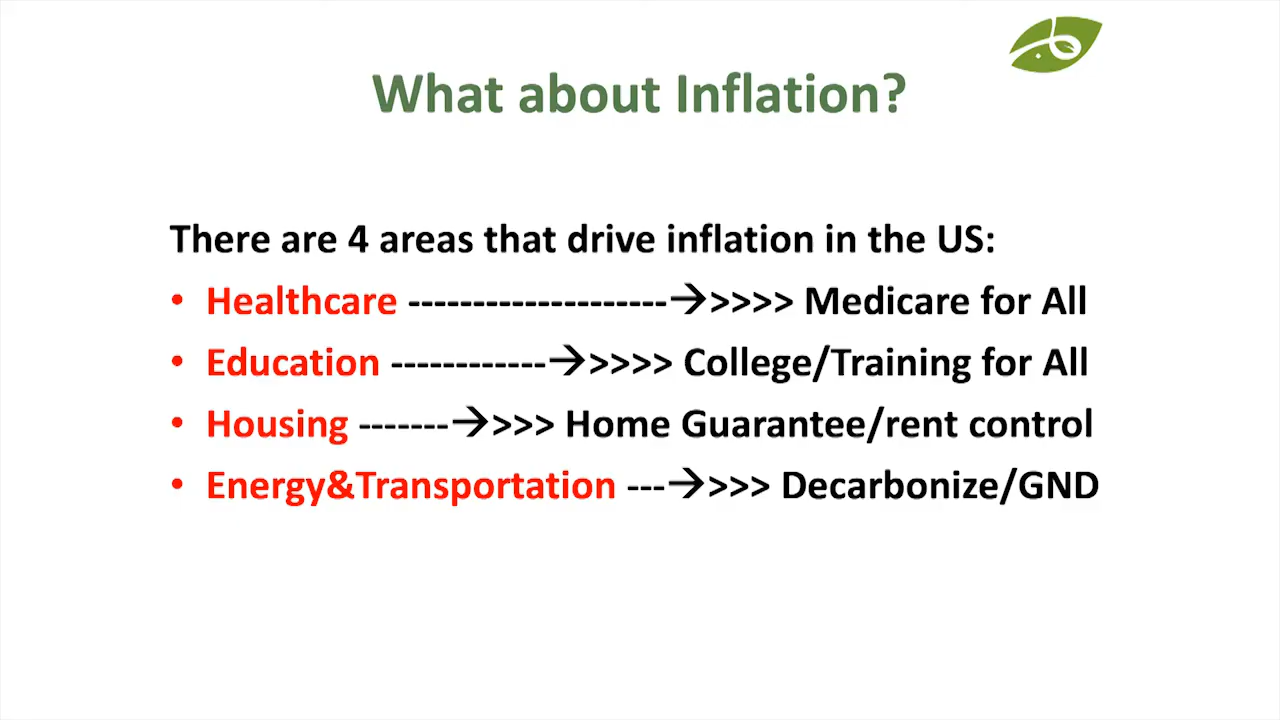 What about Inflation?
There are 4 areas that drive inflation in the US:
• Healthcare --------------------→>>>> Medicare for All
• Education ------------→>>>> College/Training for All
• Housing -------→>>> Home Guarantee/rent control
• Energy&Transportation ---→>>> Decarbonize/GND